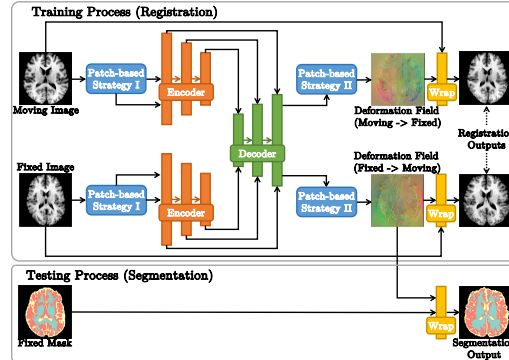 Training Process (Registration)
Moving Image
Patch-based
Strategy I
Encoder
Patch-based
Strategy II
Deformation Field
(Moving -> Fixed)
Wrap
Registration
Outputs
Decoder
Fixed Image
Patch-based
Strategy I
Encoder
Patch-based
Strategy II
Deformation Field
(Fixed -> Moving)
Wrap
Testing Process (Segmentation)
Fixed Mask
Wrap
Segmentation
Output